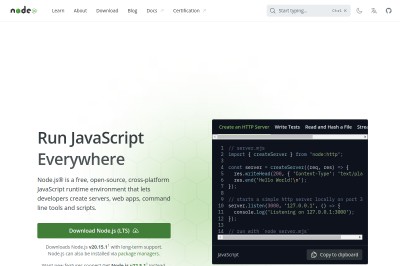 node
Learn About Download Blog Docs Certification
Start typing...
Run JavaScript
Everywhere
Node.js® is a free, open-source, cross-platform
JavaScript runtime environment that lets
developers create servers, web apps, command
line tools and scripts.
Download Node.js (LTS)
Downloads Node.js v20.15.1 with long-term support.
Node.js can also be installed via package managers.
Create an HTTP Server Write Tests Read and Hash a File
1 // server.mjs
2 import { createServer } from 'node:http';
3
4 const server = createServer((req, res) => {
5 res.writeHead(200, { 'Content-Type': 'text/
6 res.end('Hello World!\n');
7 });
8
9 // starts a simple http server locally on port 3
10 server.listen(3000, '127.0.0.1', () => {
11 console.log('Listening on 127.0.0.1:3000');
12 });
13
14 // run with `node server.mjs`
JavaScript
Copy to clipboard